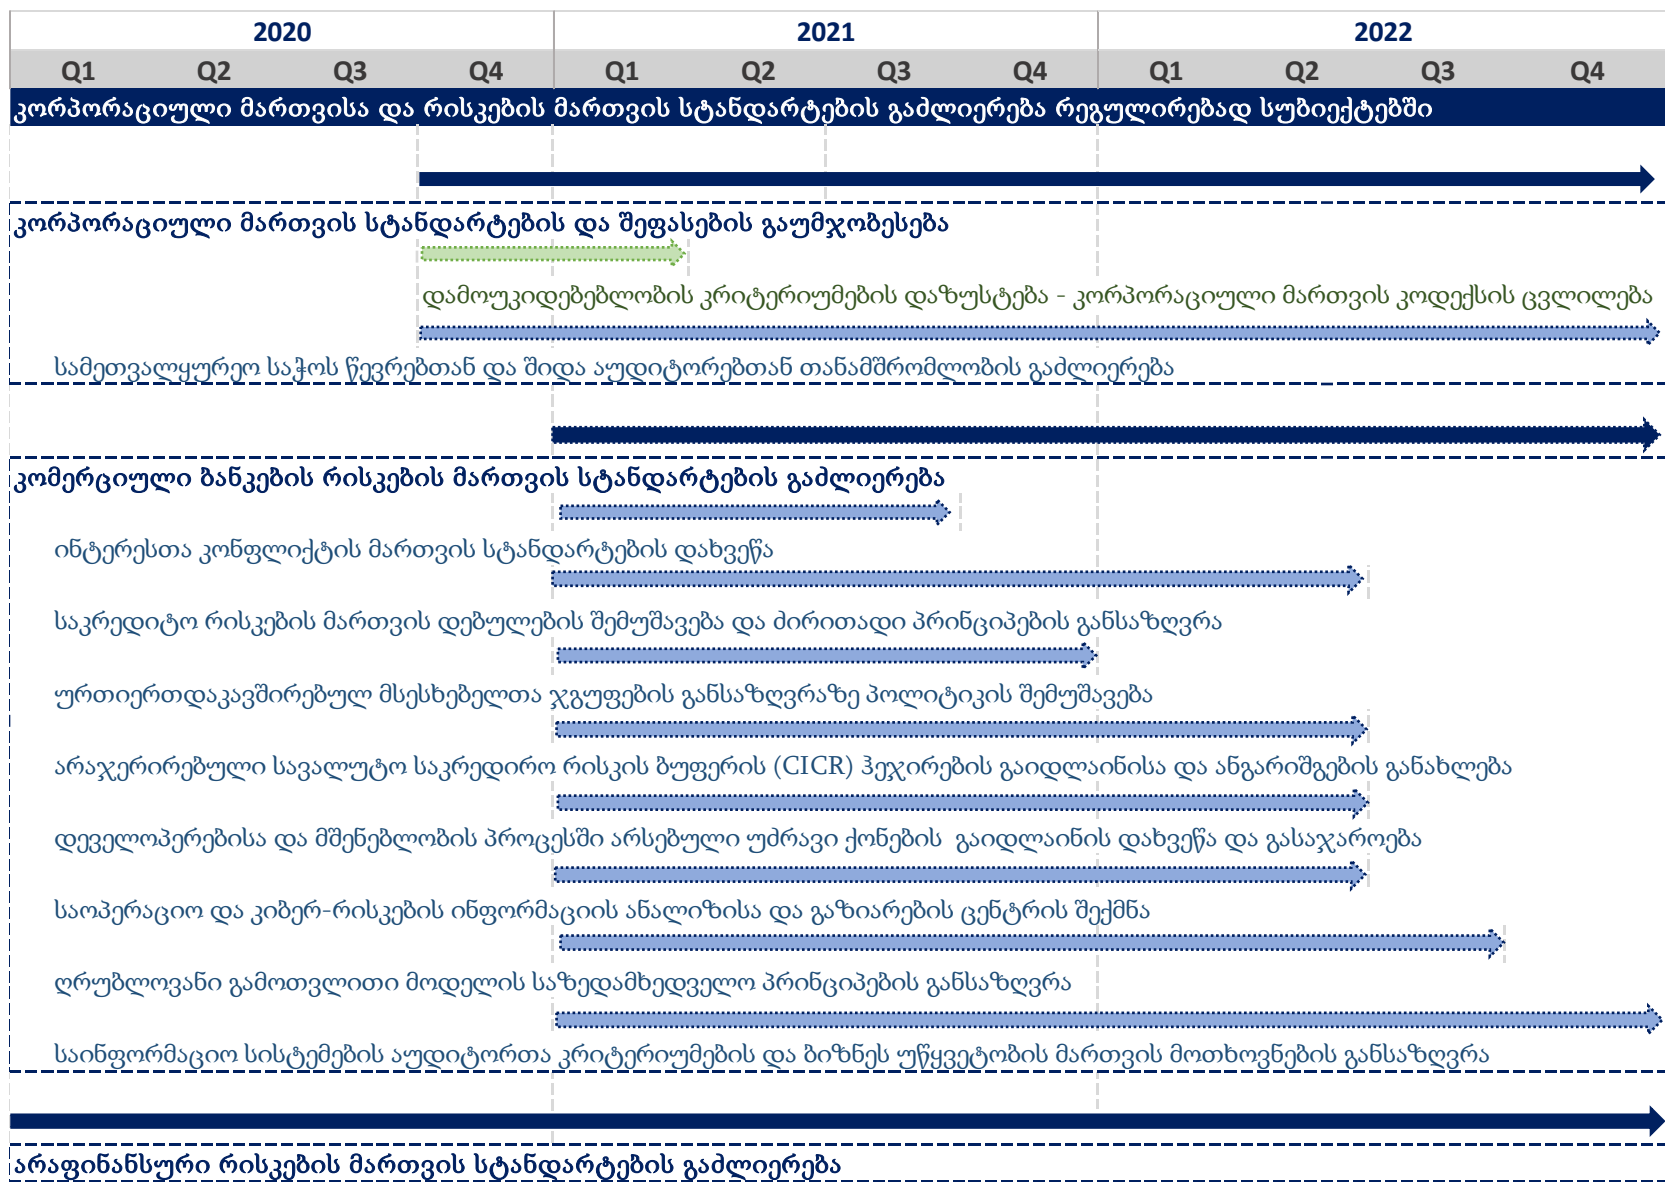 2020 2021 2022
Q1 Q2 Q3 Q4 Q1 Q2 Q3 Q4 Q1 Q2 Q3 Q4
კორპორაციული მართვისა და რისკების მართვის სტანდარტების გაძლიერება რეგულირებად სუბიექტებში
კორპორაციული მართვის სტანდარტების და შეფასების გაუმჯობესება
დამოუკიდებებლობის კრიტერიუმების დაზუსტება - კორპორაციული მართვის კოდექსის ცვლილება
სამეთვალყურეო საჭოს წევრებთან და შიდა აუდიტორებთან თანამშრომლობის გაძლიერება
კომერციული ბანკების რისკების მართვის სტანდარტების გაძლიერება
ინტერესთა კონფლიქტის მართვის სტანდარტების დახვეწა
საკრედიტო რისკების მართვის დებულების შემუშავება და ძირითადი პრინციპების განსაზღვრა
ურთიერთდაკავშირებულ მსესხებელთა ჯგუფების განსაზღვრაზე პოლიტიკის შემუშავება
არაჯერირებული სავალუტო საკრედირო რისკის ბუფერის (CICR) ჰეჯირების გაიდლაინისა და ანგარიშგების განახლება
დეველოპერებისა და მშენებლობის პროცესში არსებული უძრავი ქონების გაიდლაინის დახვეწა და გასაჯაროება
საოპერაციო და კიბერ-რისკების ინფორმაციის ანალიზისა და გაზიარების ცენტრის შექმნა
ღრუბლოვანი გამოთვლითი მოდელის საზედამხედველო პრინციპების განსაზღვრა
საინფორმაციო სისტემების აუდიტორთა კრიტერიუმების და ბიზნეს უწყვეტობის მართვის მოთხოვნების განსაზღვრა
არაფინანსური რისკების მართვის სტანდარტების გაძლიერება